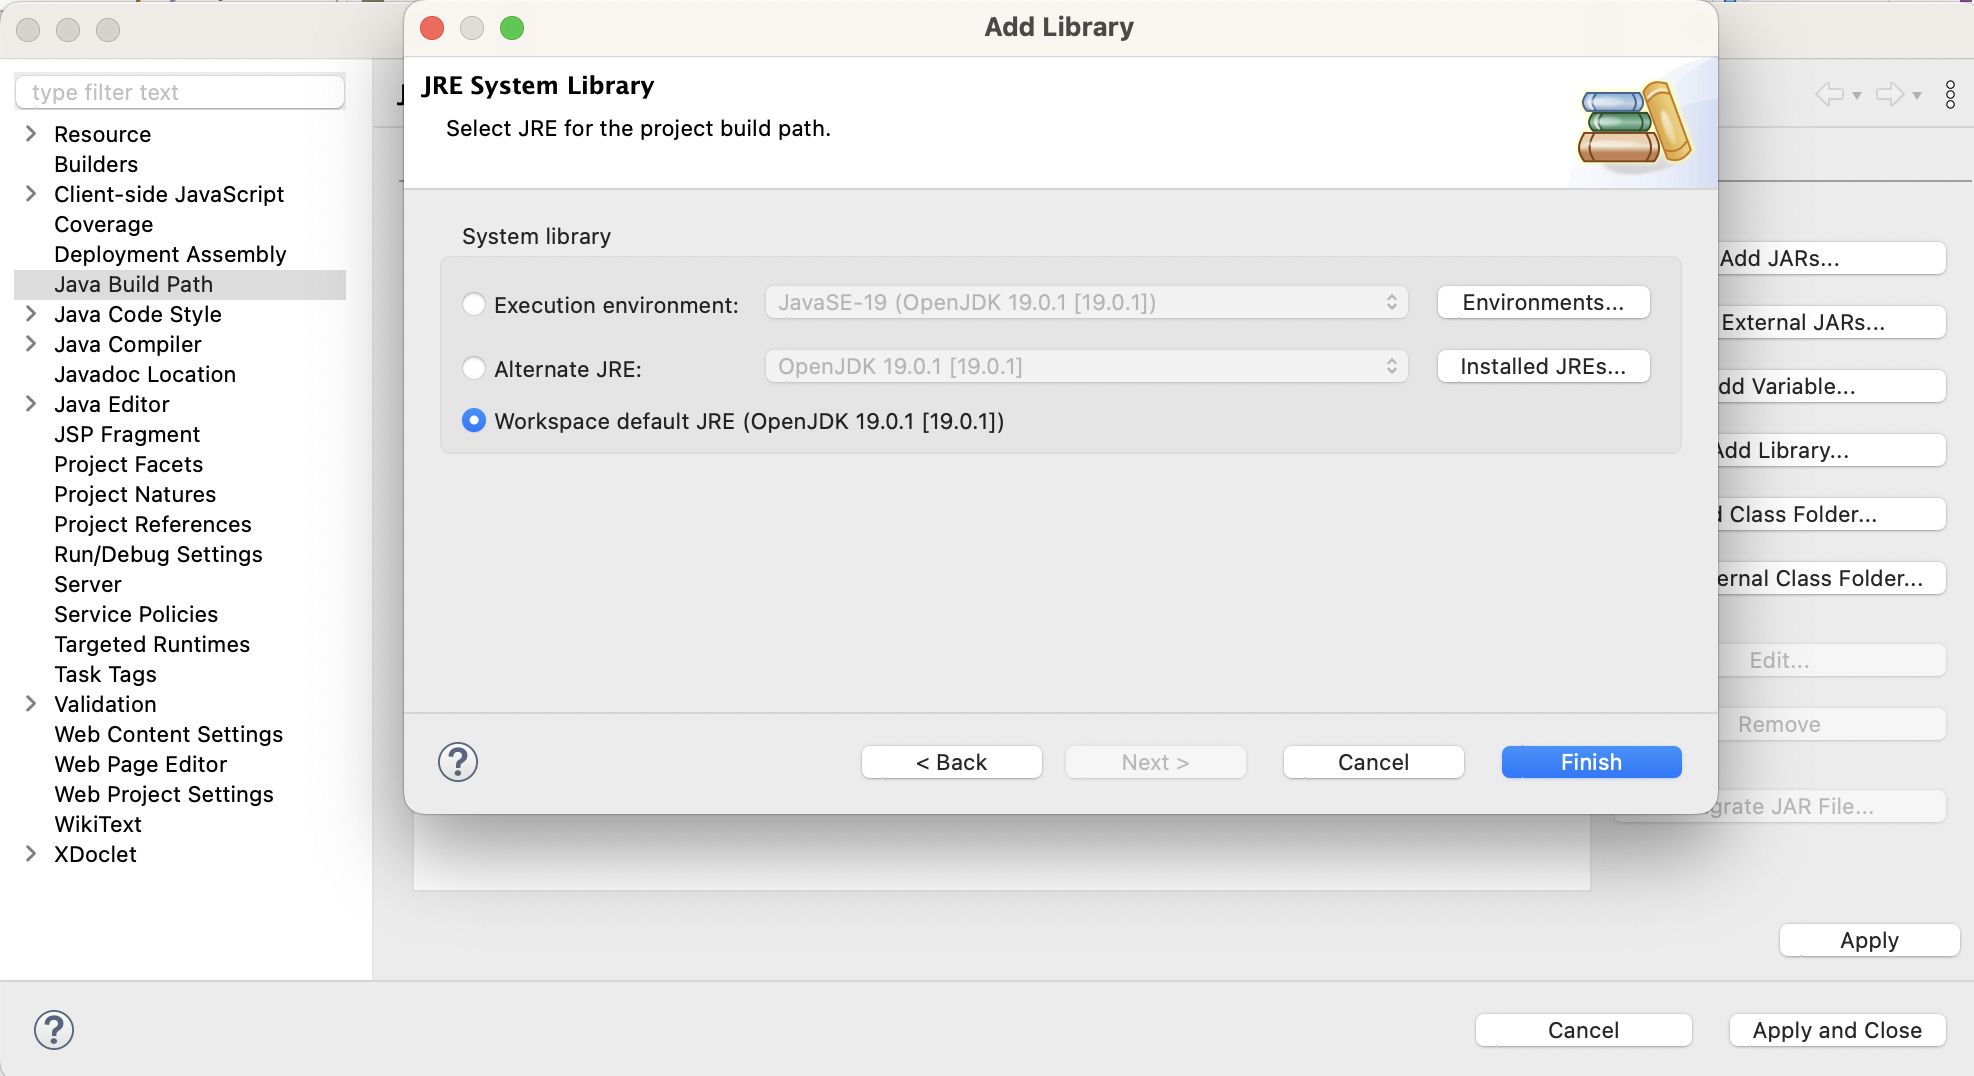 Add Library
JRE System Library
Select JRE for the project build path.
type filter text
Resource
Builders
Client-side JavaScript
Coverage
Deployment Assembly
Java Build Path
Java Code Style
Java Compiler
Javadoc Location
Java Editor
JSP Fragment
Project Facets
Project Natures
Project References
Run/Debug Settings
Server
Service Policies
Targeted Runtimes
Task Tags
Validation
Web Content Settings
Web Page Editor
Web Project Settings
WikiText
XDoclet
System library
Execution environment: JavaSE-19 (OpenJDK 19.0.1 [19.0.1]) Environments...
Alternate JRE: OpenJDK 19.0.1 [19.0.1] Installed JREs...
Workspace default JRE (OpenJDK 19.0.1 [19.0.1])
? < Back Next > Cancel Finish
Add JARs...
External JARs...
Variable...
Add Library...
Class Folder...
Class Folder...
Edit...
Remove
JAR File...
Apply
? Cancel Apply and Close